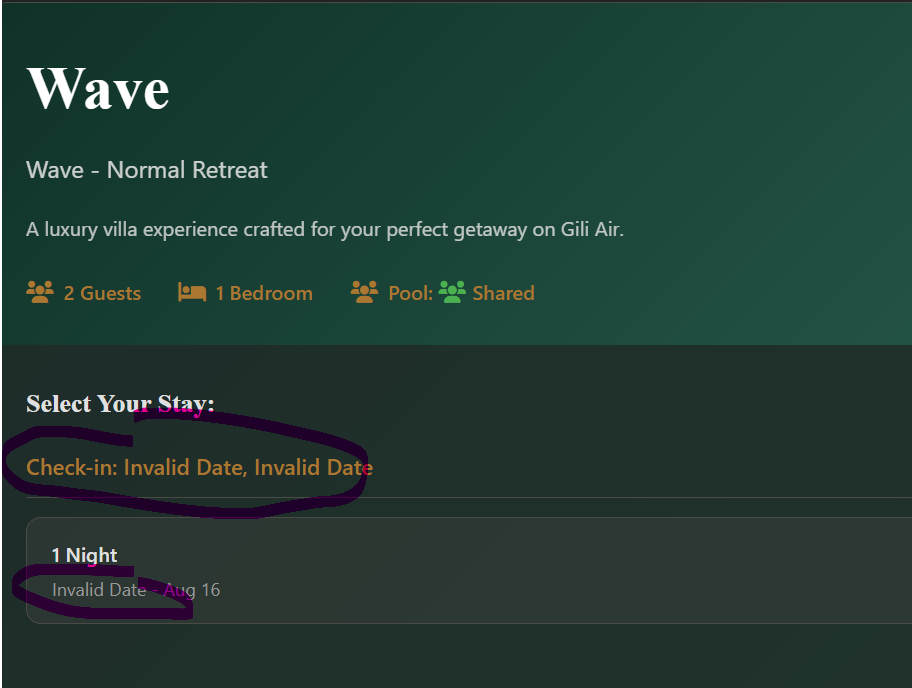 Wave
Wave - Normal Retreat
A luxury villa experience crafted for your perfect getaway on Gili Air.
2 Guests 1 Bedroom Pool: Shared
Select Your Stay:
Check-in: Invalid Date, Invalid Date
1 Night
Invalid Date - Aug 16